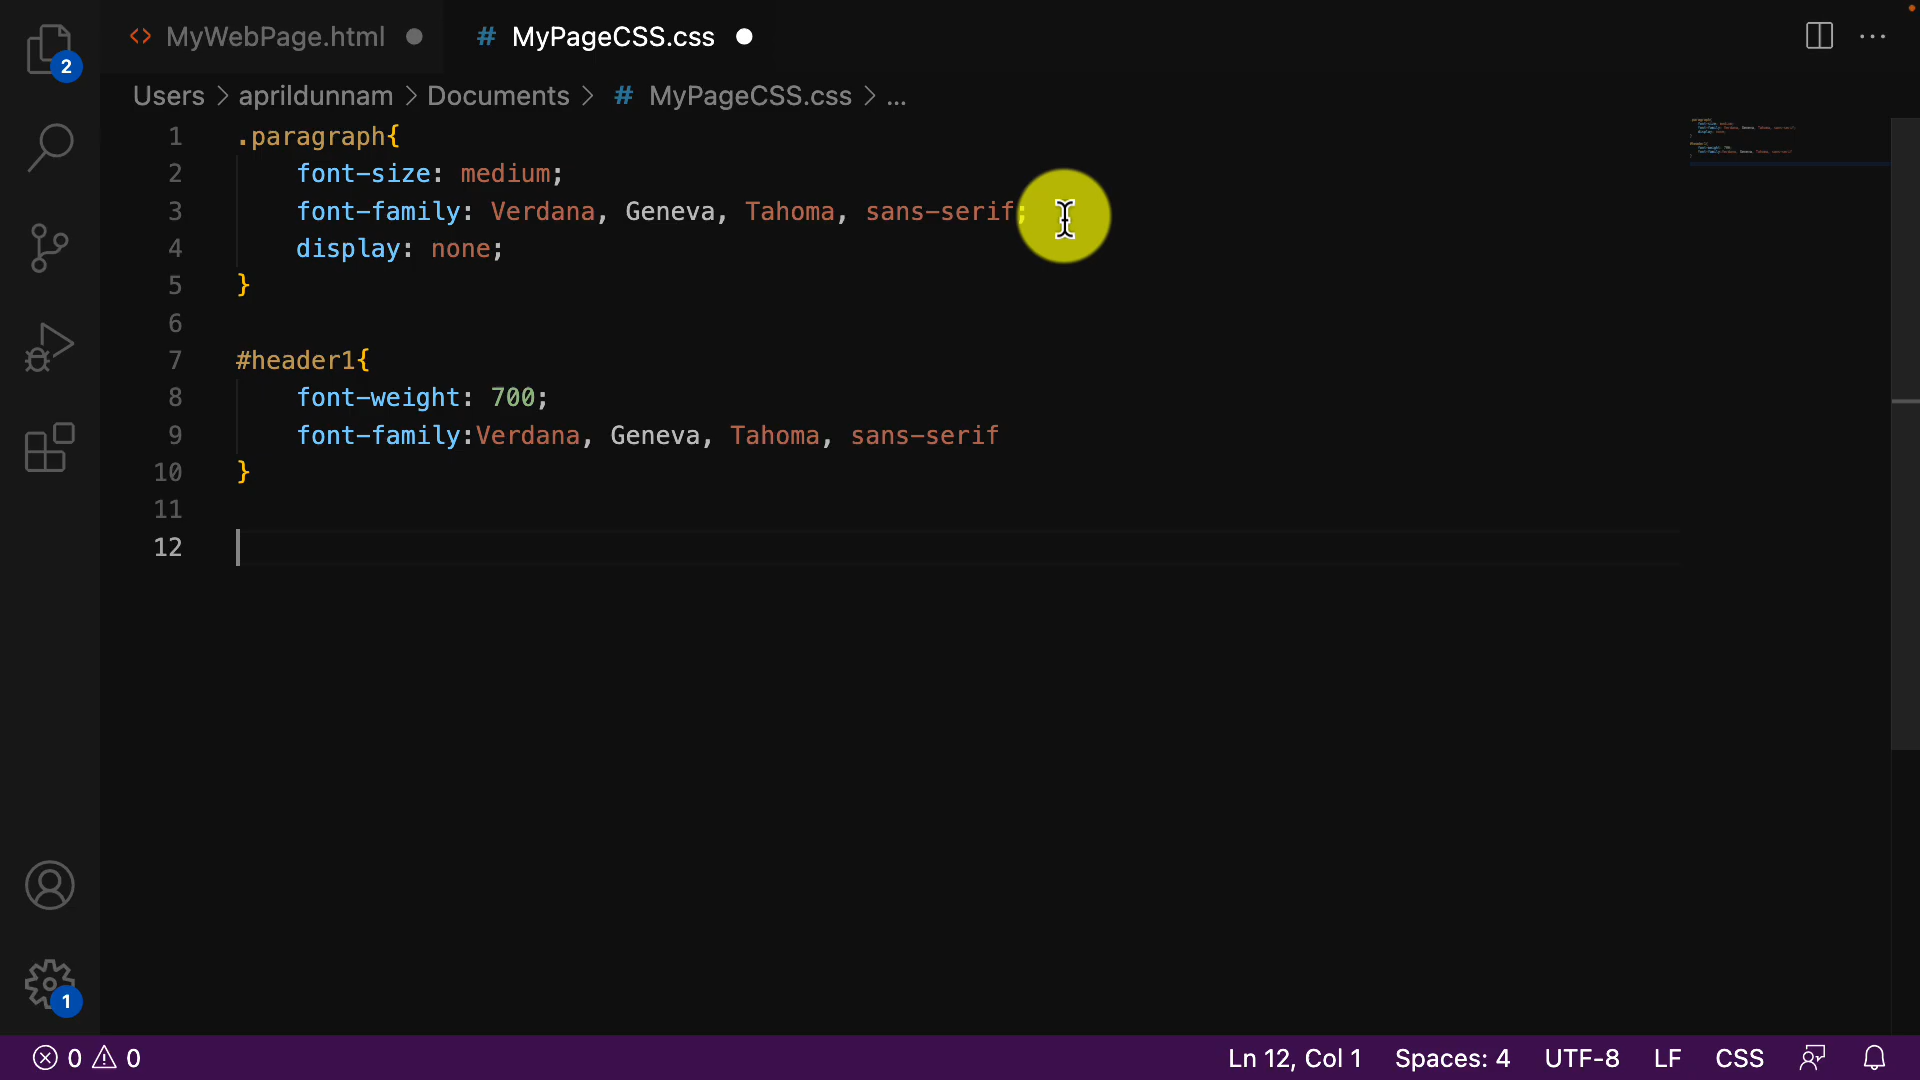 <> MyWebPage.html ● # MyPageCSS.css ●
2
Users > aprildunnam > Documents > # MyPageCSS.css > ...
1 .paragraph{
2 font-size: medium;
3 font-family: Verdana, Geneva, Tahoma, sans-serif;
4 display: none;
5 }
6
7 #header1{
8 font-weight: 700;
9 font-family:Verdana, Geneva, Tahoma, sans-serif
10 }
11
12
1
0 0 Ln 12, Col 1 Spaces: 4 UTF-8 LF CSS